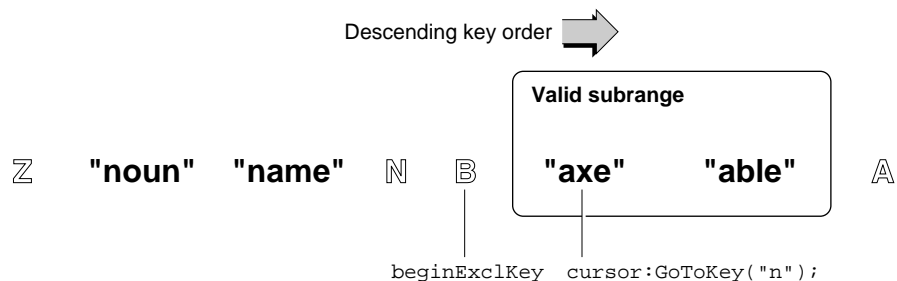 Descending key order
Valid subrange
Z "noun" "name" N B "axe" "able" A
beginExclKey cursor:GoToKey("n");